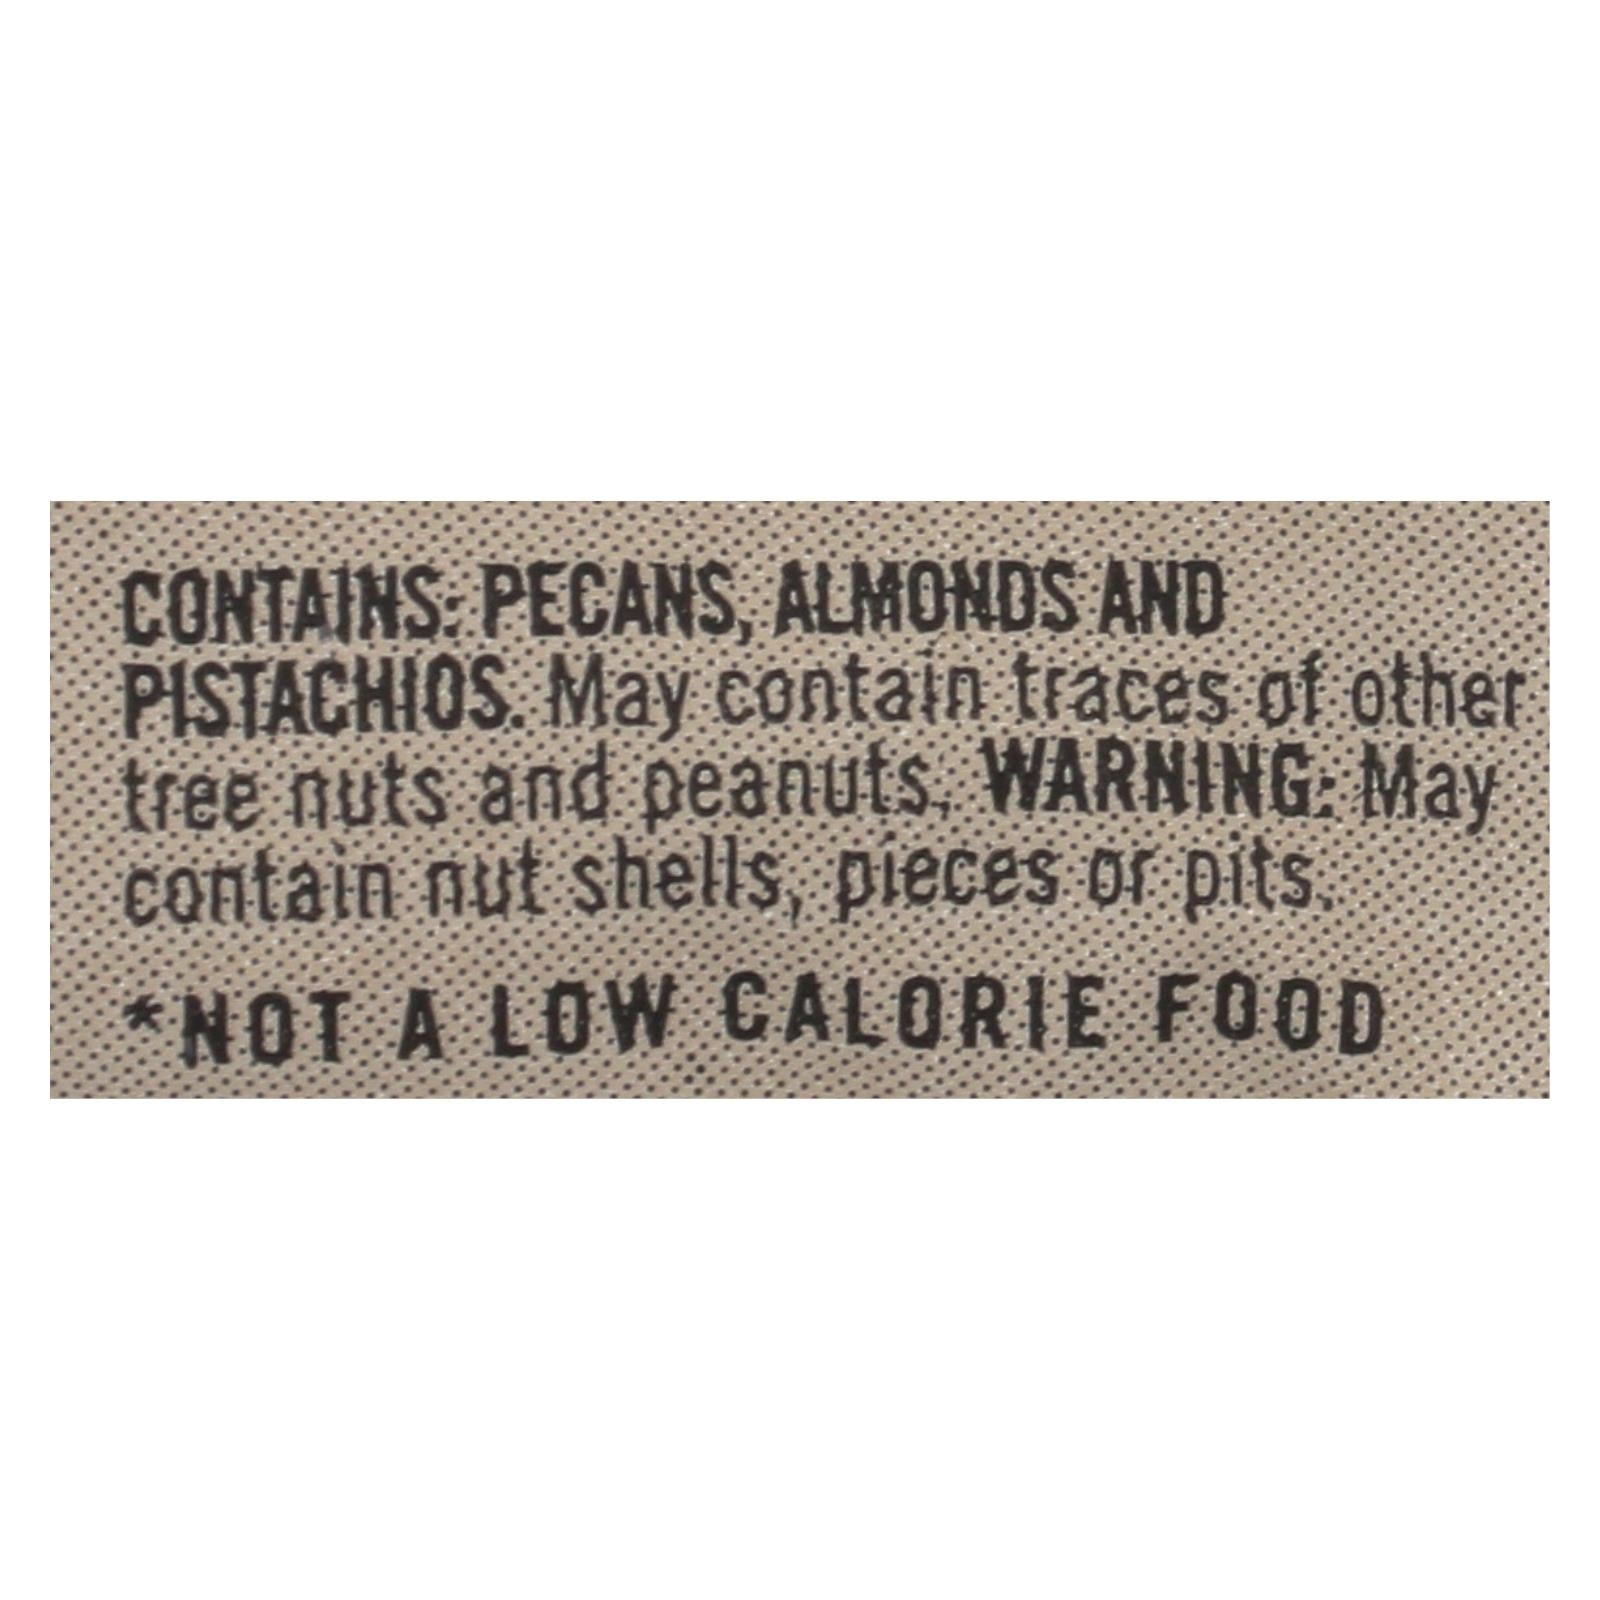 CONTAINS: PECANS, ALMONDS AND
PISTACHIOS. May contain traces of other
tree nuts and peanuts. WARNING: May
contain nut shells, pieces or pits.
*NOT A LOW CALORIE FOOD